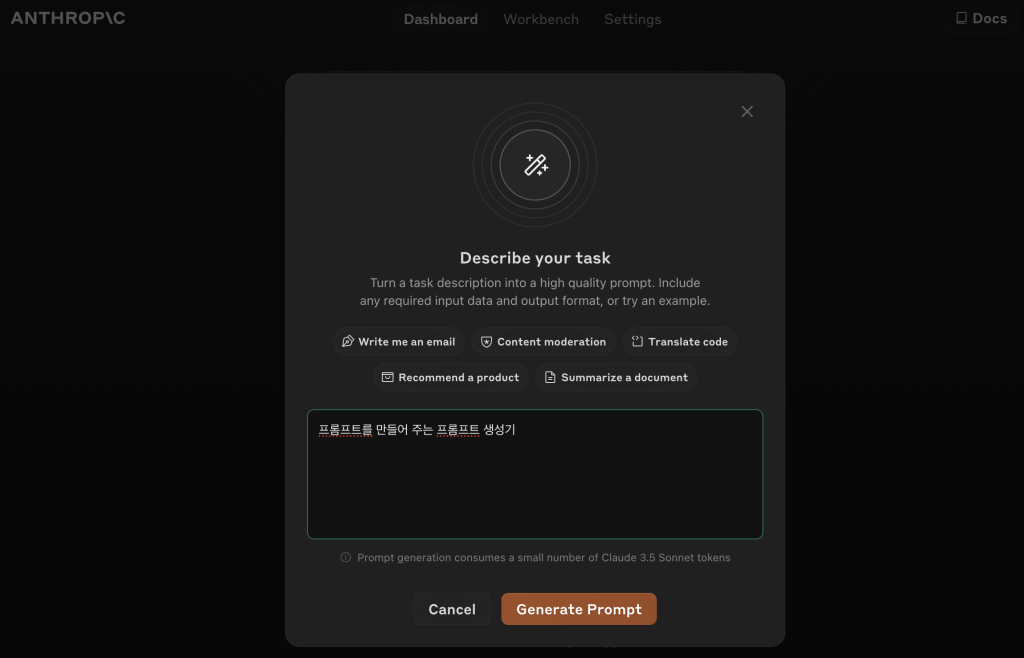 ANTHROP\C
Dashboard Workbench Settings
Docs
Describe your task
Turn a task description into a high quality prompt. Include
any required input data and output format, or try an example.
Write me an email Content moderation Translate code
Recommend a product Summarize a document
프롬프트를 만들어 주는 프롬프트 생성기
Prompt generation consumes a small number of Claude 3.5 Sonnet tokens
Cancel Generate Prompt